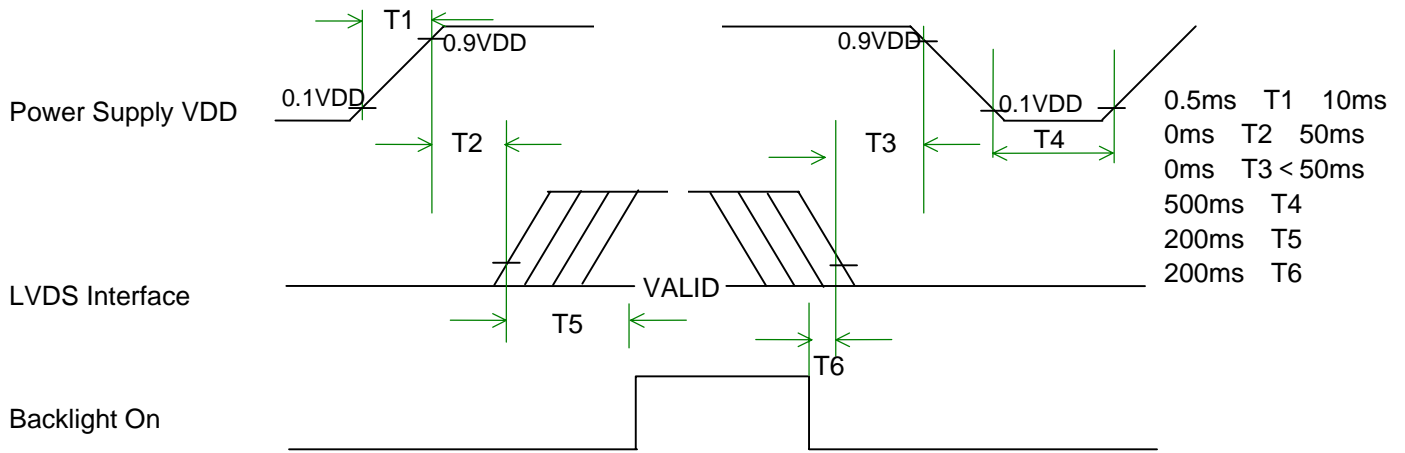 T1
0.9VDD
0.9VDD
Power Supply VDD
0.1VDD
0.1VDD
T2
T3
T4
0.5ms T1 10ms
0ms T2 50ms
0ms T3 < 50ms
500ms T4
200ms T5
200ms T6
LVDS Interface
VALID
T5
T6
Backlight On